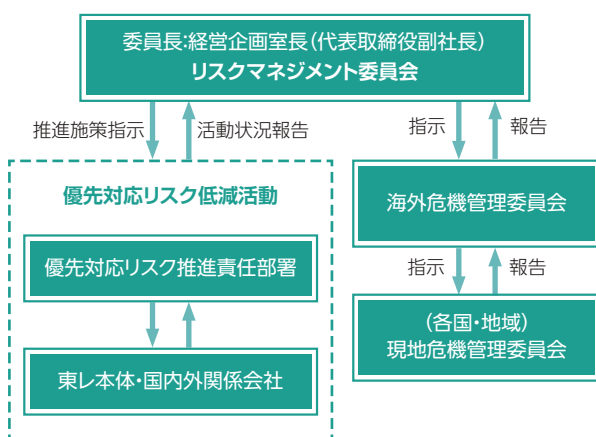 委員長:経営企画室長(代表取締役副社長)
リスクマネジメント委員会
推進施策指示
活動状況報告
指示
報告
優先対応リスク低減活動
海外危機管理委員会
優先対応リスク推進責任部署
指示
報告
(各国・地域)
現地危機管理委員会
東レ本体・国内外関係会社